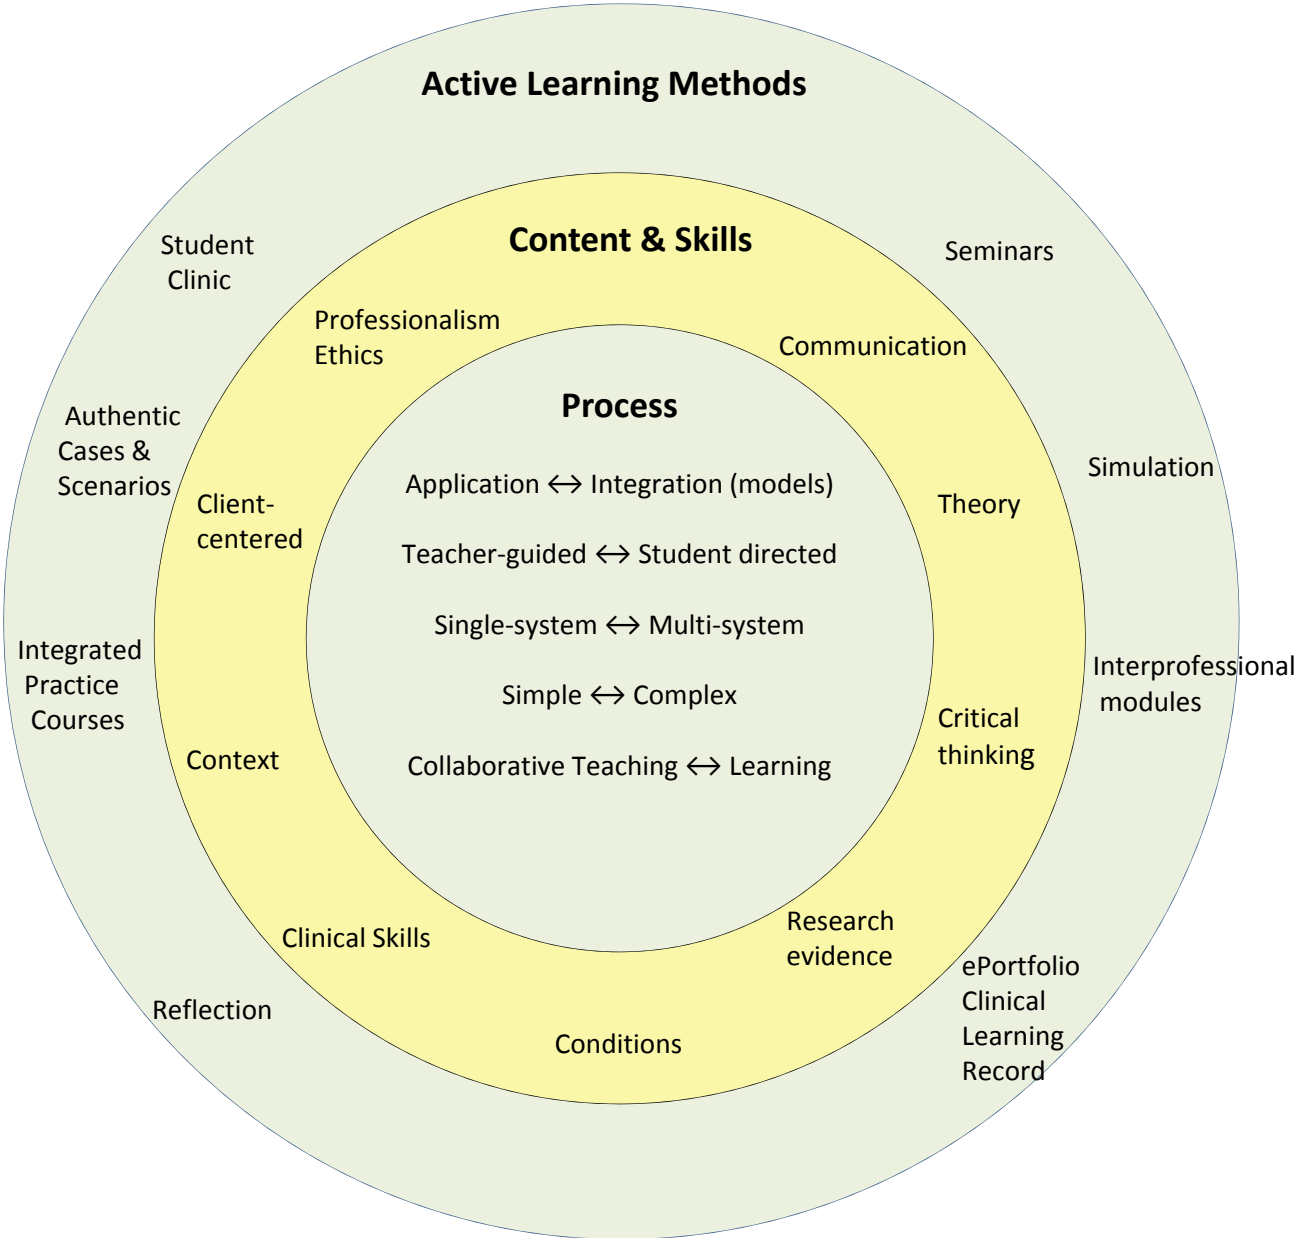 Active Learning Methods
Student
Clinic
Seminars
Authentic
Cases &
Scenarios
Simulation
Integrated
Practice
Courses
Interprofessional
modules
Reflection
ePortfolio
Clinical
Learning
Record
Content & Skills
Professionalism
Ethics
Communication
Client-
centered
Theory
Context
Critical
thinking
Clinical Skills
Research
evidence
Conditions
Process
Application ↔ Integration (models)
Teacher-guided ↔ Student directed
Single-system ↔ Multi-system
Simple ↔ Complex
Collaborative Teaching ↔ Learning